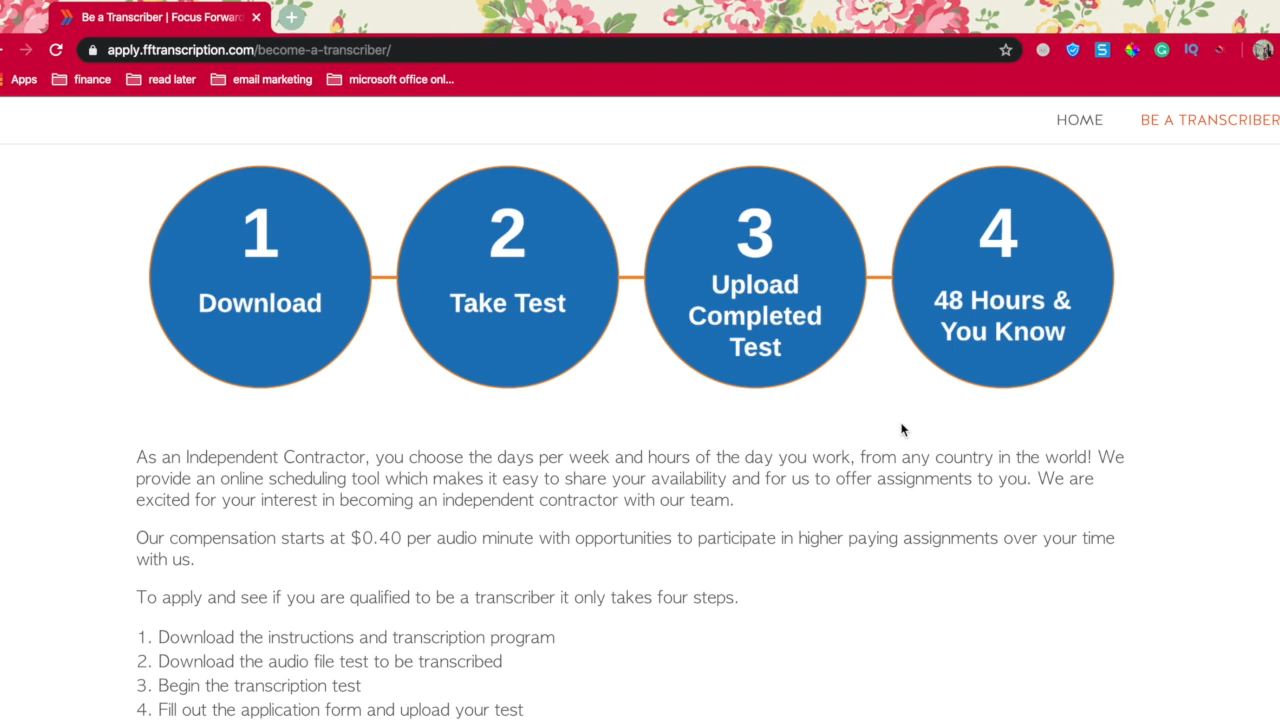 Be a Transcriber | Focus Forward
apply.fftranscription.com/become-a-transcriber/
S
G
IQ
Apps
finance
read later
email marketing
microsoft office onl...
HOME
BE A TRANSCRIBER
1
Download
2
Take Test
3
Upload
Completed
Test
4
48 Hours &
You Know
As an Independent Contractor, you choose the days per week and hours of the day you work, from any country in the world! We
provide an online scheduling tool which makes it easy to share your availability and for us to offer assignments to you. We are
excited for your interest in becoming an independent contractor with our team.
Our compensation starts at $0.40 per audio minute with opportunities to participate in higher paying assignments over your time
with us.
To apply and see if you are qualified to be a transcriber it only takes four steps.
1. Download the instructions and transcription program
2. Download the audio file test to be transcribed
3. Begin the transcription test
4. Fill out the application form and upload your test